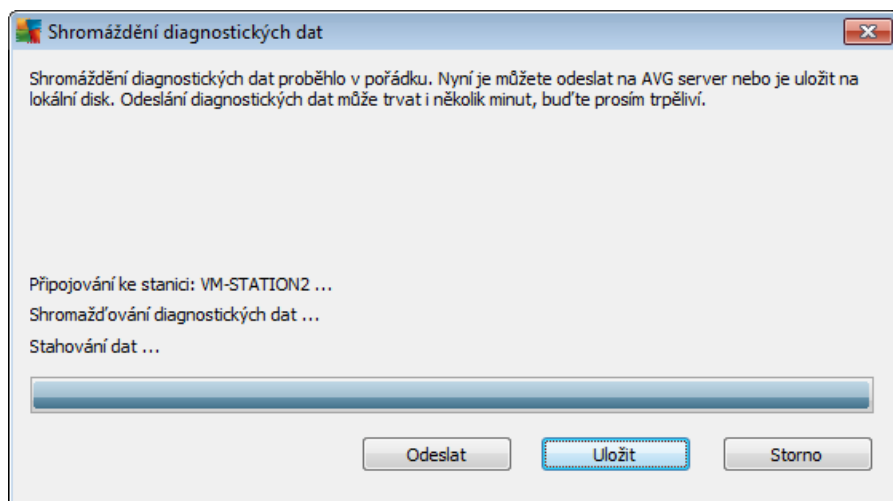 Shromáždění diagnostických dat
Shromáždění diagnostických dat proběhlo v pořádku. Nyní je můžete odeslat na AVG server nebo je uložit na
lokální disk. Odeslání diagnostických dat může trvat i několik minut, buďte prosím trpěliví.
Připojování ke stanici: VM-STATION2 ...
Shromažďování diagnostických dat ...
Stahování dat ...
Odeslat
Uložit
Storno